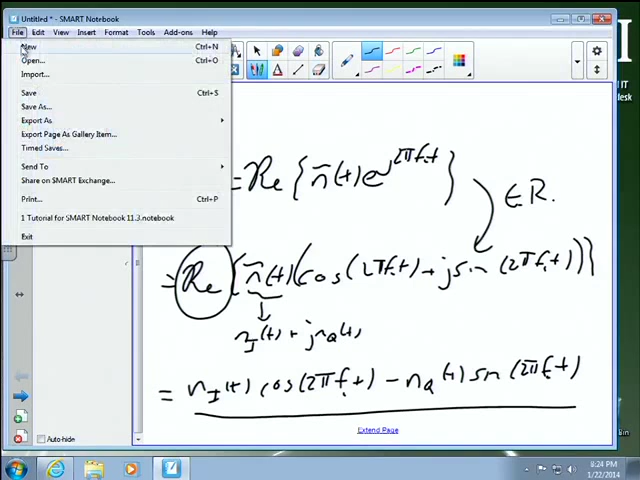 Untitled * - SMART Notebook
File Edit View Insert Format Tools Add-ons Help
New Ctrl+N
Open... Ctrl+O
Import...
Save Ctrl+S
Save As...
Export As
Export Page As Gallery Item...
Timed Saves...
Send To
Share on SMART Exchange...
Print... Ctrl+P
1 Tutorial for SMART Notebook 11.3.notebook
Exit
= Re { ñ(t) e^{j2πf_c t} }
∈ R.
= Re { ñ(t) (cos(2πf_c t) + j sin(2πf_c t)) }
n_I(t) + j n_Q(t)
= n_I(t) cos(2πf_c t) − n_Q(t) sin(2πf_c t)
Extend Page
Auto-hide
8:24 PM
1/22/2014